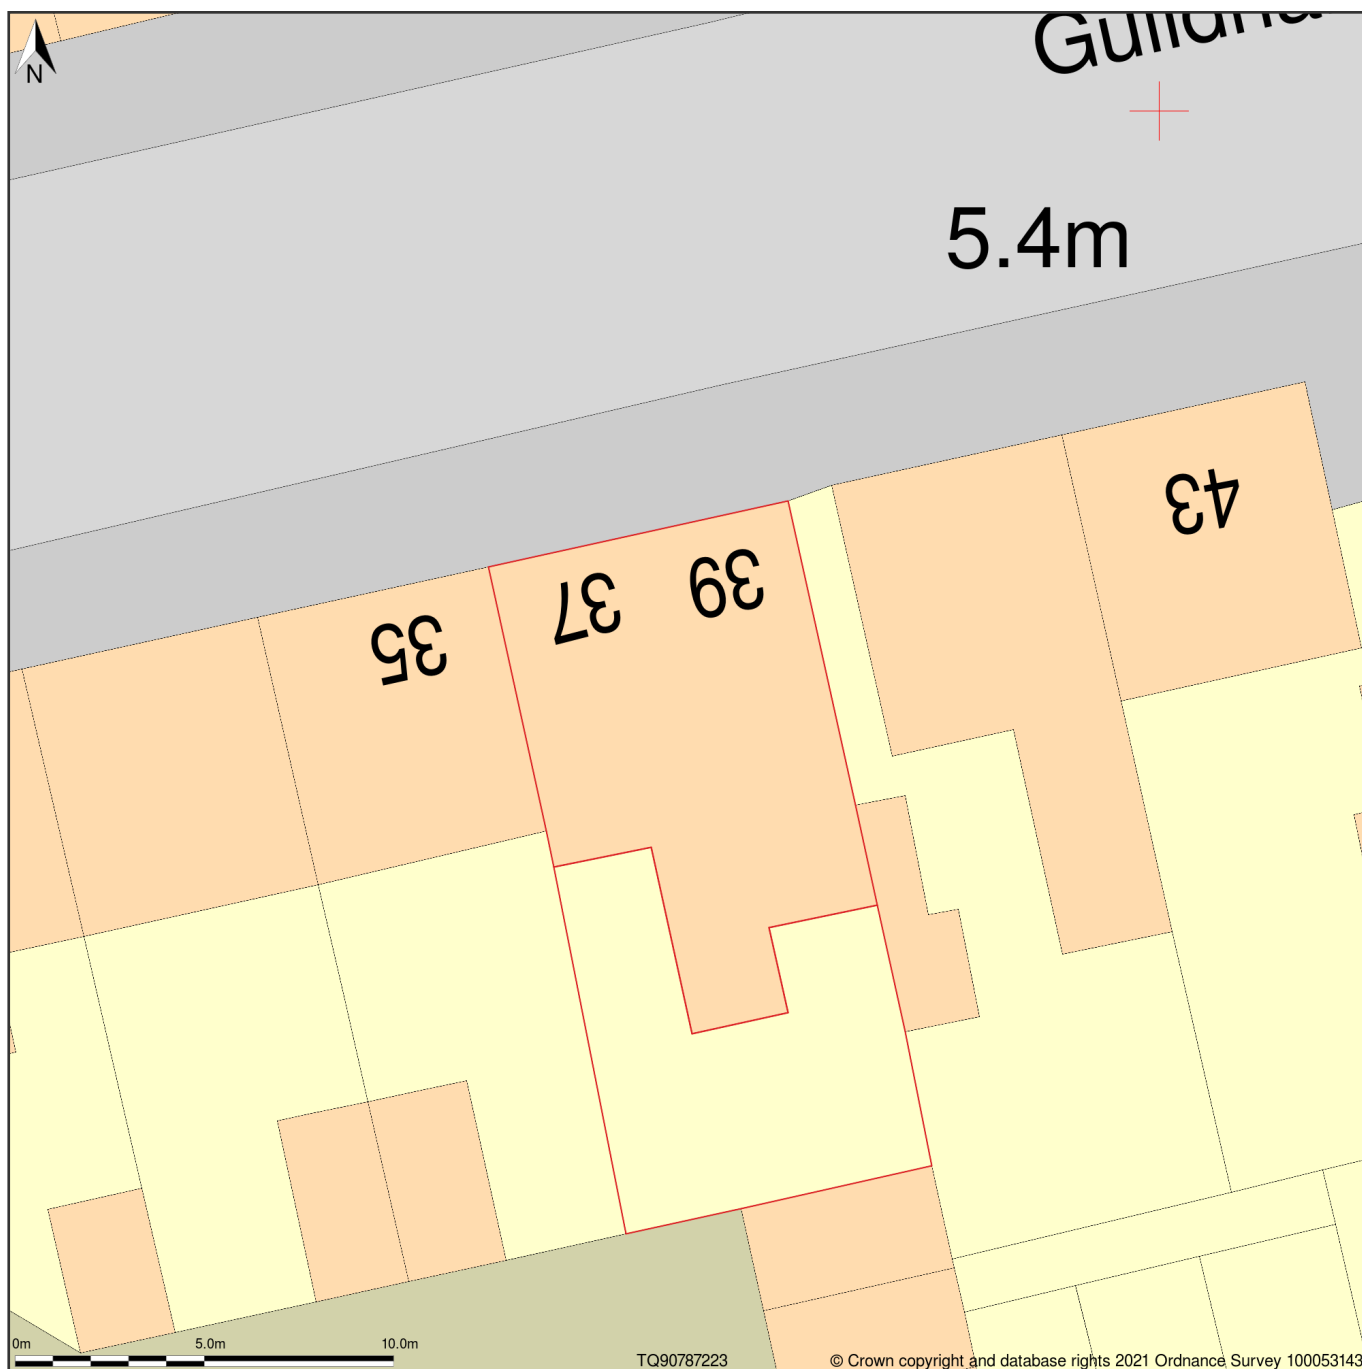 N
5.4m
43
39
37
35
0m 5.0m 10.0m
TQ90787223
© Crown copyright and database rights 2021 Ordnance Survey 100053143